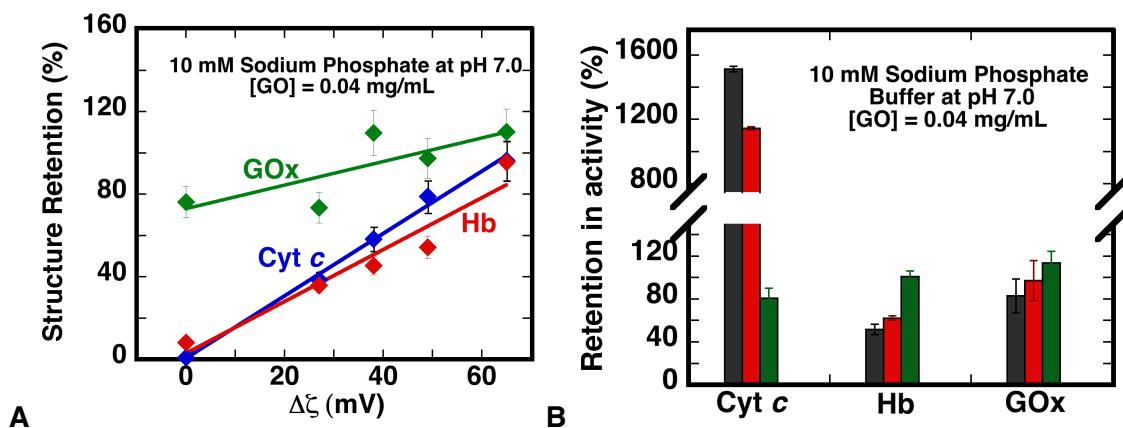 Structure Retention (%)
160
120
80
40
0
10 mM Sodium Phosphate at pH 7.0
[GO] = 0.04 mg/mL
GOx
Cyt c
Hb
0
20
40
60
Δζ (mV)
A
Retention in activity (%)
1600
1200
800
120
80
40
0
10 mM Sodium Phosphate
Buffer at pH 7.0
[GO] = 0.04 mg/mL
Cyt c
Hb
GOx
B